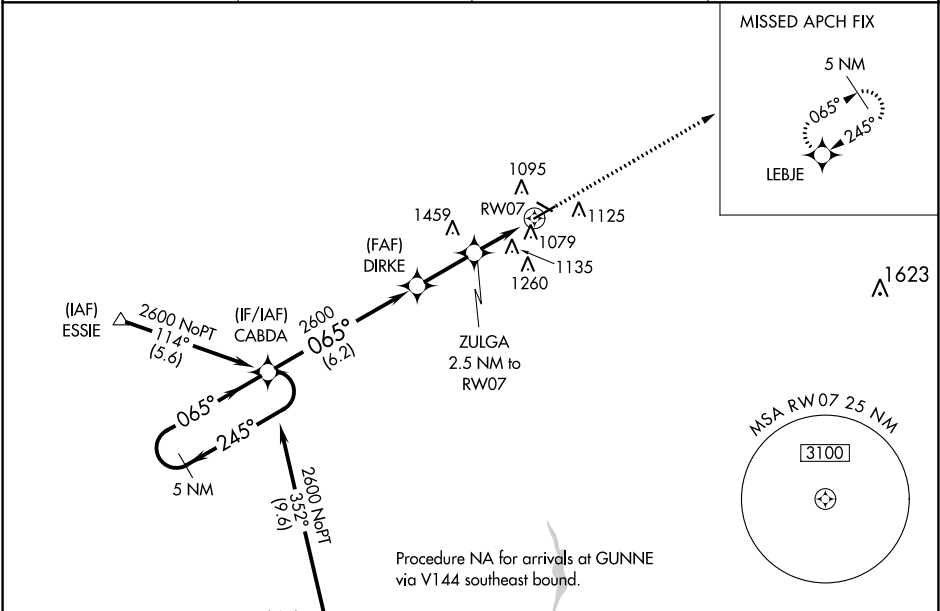 MISSED APCH FIX
5 NM
065°
245°
LEBJE
1095
RW07
1459
1125
1079
1135
1260
(FAF)
DIRKE
1623
(IAF)
ESSIE
2600 NoPT
114°
(5.6)
(IF/IAF)
CABDA
2600
065°
(6.2)
ZULGA
2.5 NM to
RW07
065°
245°
5 NM
2600 NoPT
352°
(9.6)
MSA RW07 25 NM
3100
Procedure NA for arrivals at GUNNE
via V144 southeast bound.